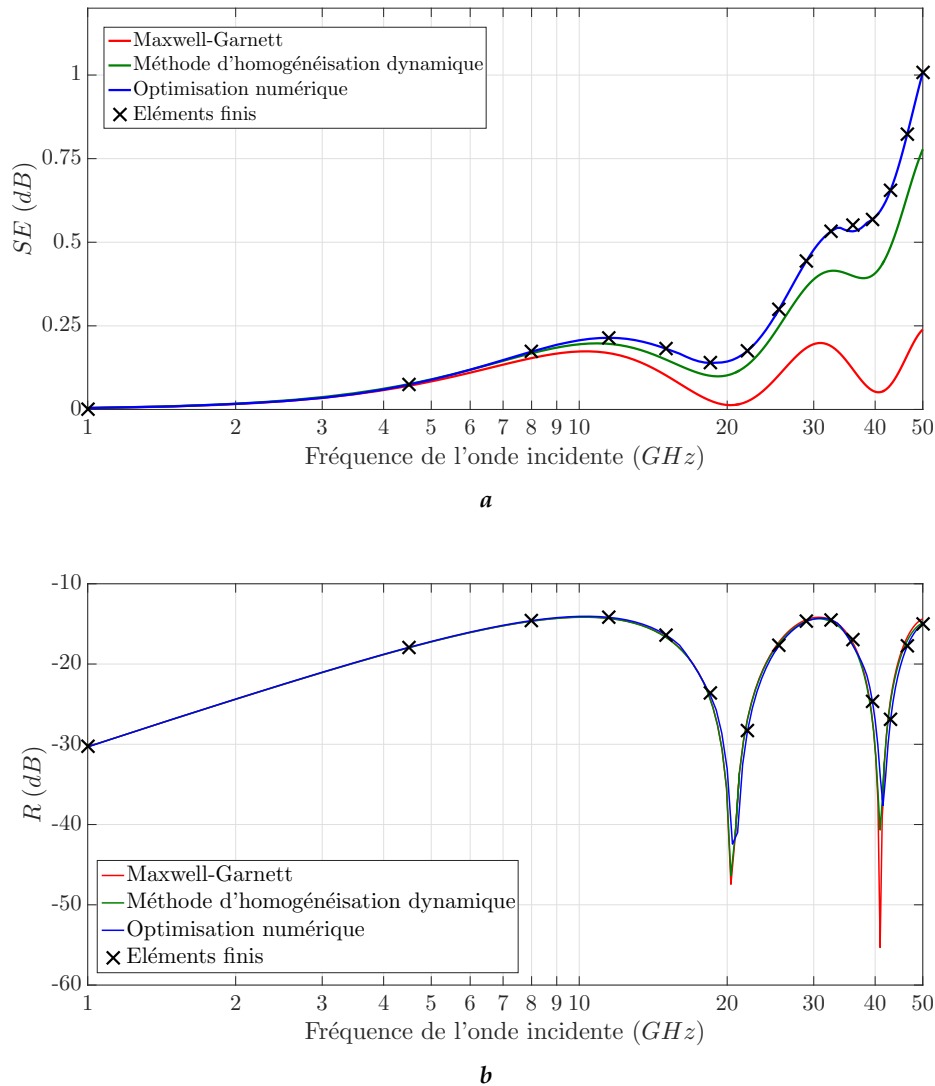 Maxwell-Garnett
Méthode d'homogénéisation dynamique
Optimisation numérique
Eléments finis
SE (dB)
1
0.75
0.5
0.25
0
1 2 3 4 5 6 7 8 9 10 20 30 40 50
Fréquence de l'onde incidente (GHz)
a
R (dB)
-10
-20
-30
-40
-50
-60
Maxwell-Garnett
Méthode d'homogénéisation dynamique
Optimisation numérique
Eléments finis
1 2 3 4 5 6 7 8 9 10 20 30 40 50
Fréquence de l'onde incidente (GHz)
b